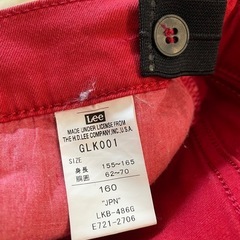 Lee
MADE UNDER LICENSE FROM
THE H.D.LEE COMPANY,INC.,U.S.A.
GLK001
SIZE
身長 155~165
胴囲 62~70
160
"JPN"
LKB-486G
E721-2706